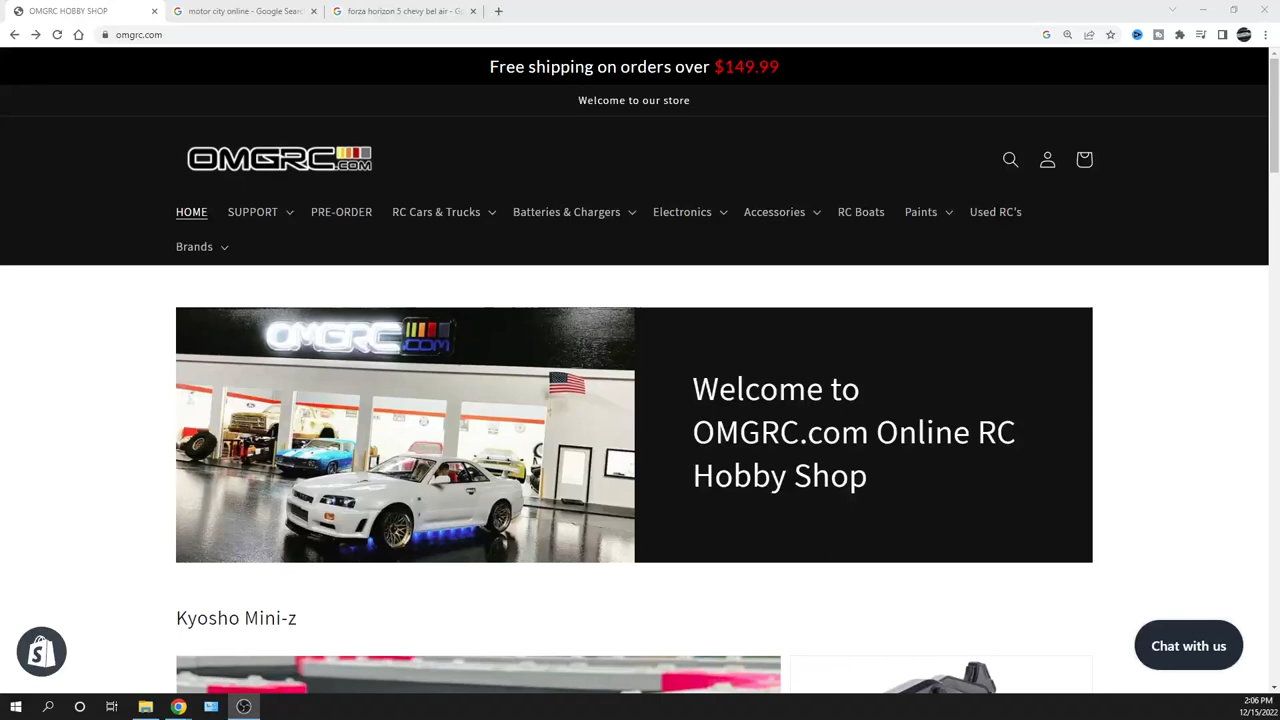 OMGRC HOBBY SHOP
motor city online - Google Searc
forza horizon 5 chevy bel air - G
omgrc.com
Free shipping on orders over $149.99
Welcome to our store
OMGRC.COM
HOME SUPPORT PRE-ORDER RC Cars & Trucks Batteries & Chargers Electronics Accessories RC Boats Paints Used RC's
Brands
OMGRC.COM
Welcome to
OMGRC.com Online RC
Hobby Shop
Kyosho Mini-z
Chat with us
2:06 PM
12/15/2022